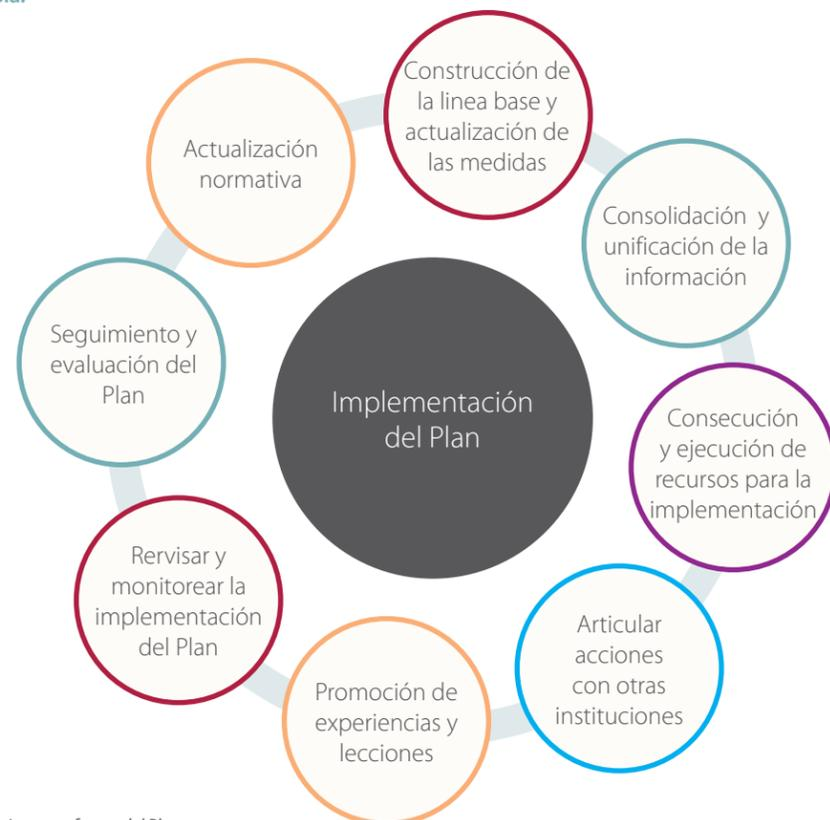 Construcción de
la linea base y
actualización de
las medidas
Consolidación y
unificación de la
información
Consecución
y ejecución de
recursos para la
implementación
Articular
acciones
con otras
instituciones
Promoción de
experiencias y
lecciones
Rervisar y
monitorear la
implementación
del Plan
Seguimiento y
evaluación del
Plan
Actualización
normativa
Implementación
del Plan